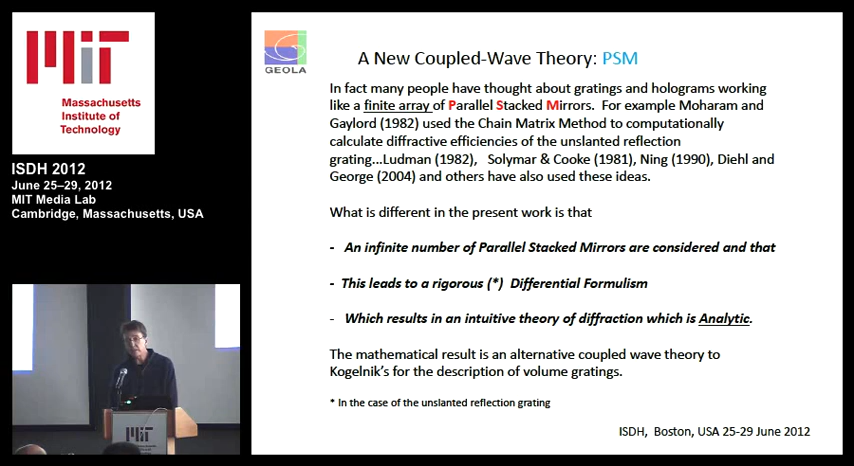 MIT
Massachusetts
Institute of
Technology
ISDH 2012
June 25–29, 2012
MIT Media Lab
Cambridge, Massachusetts, USA
MIT
GEOLA
A New Coupled-Wave Theory: PSM
In fact many people have thought about gratings and holograms working
like a finite array of Parallel Stacked Mirrors. For example Moharam and
Gaylord (1982) used the Chain Matrix Method to computationally
calculate diffractive efficiencies of the unslanted reflection
grating...Ludman (1982), Solymar & Cooke (1981), Ning (1990), Diehl and
George (2004) and others have also used these ideas.
What is different in the present work is that
- An infinite number of Parallel Stacked Mirrors are considered and that
- This leads to a rigorous (*) Differential Formulism
- Which results in an intuitive theory of diffraction which is Analytic.
The mathematical result is an alternative coupled wave theory to
Kogelnik's for the description of volume gratings.
* In the case of the unslanted reflection grating
ISDH, Boston, USA 25-29 June 2012